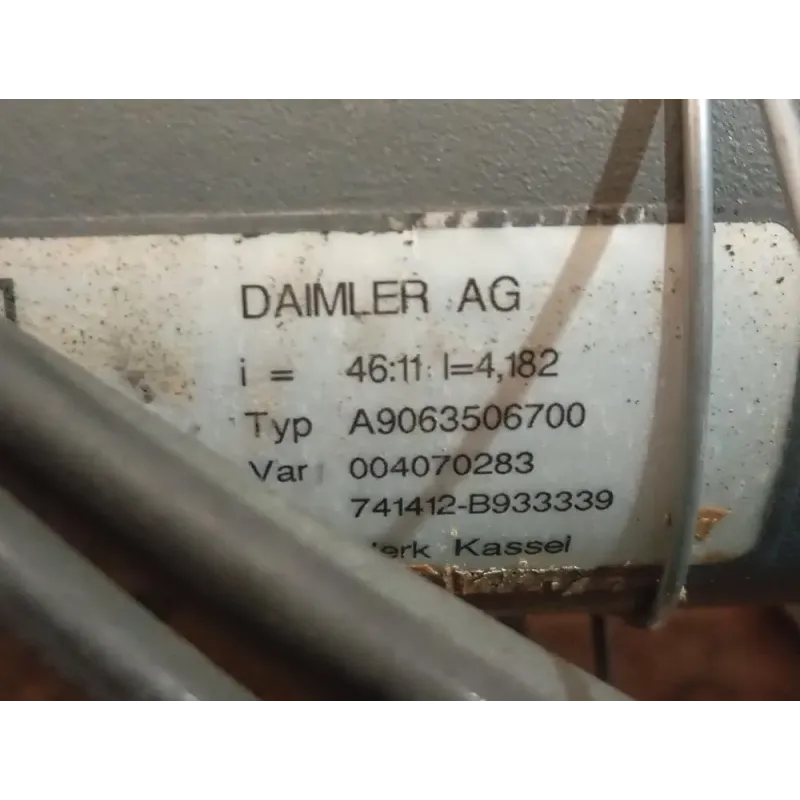 DAIMLER AG
i = 46:11: I=4,182
Typ A9063506700
Var 004070283
741412-B933339
Kassel